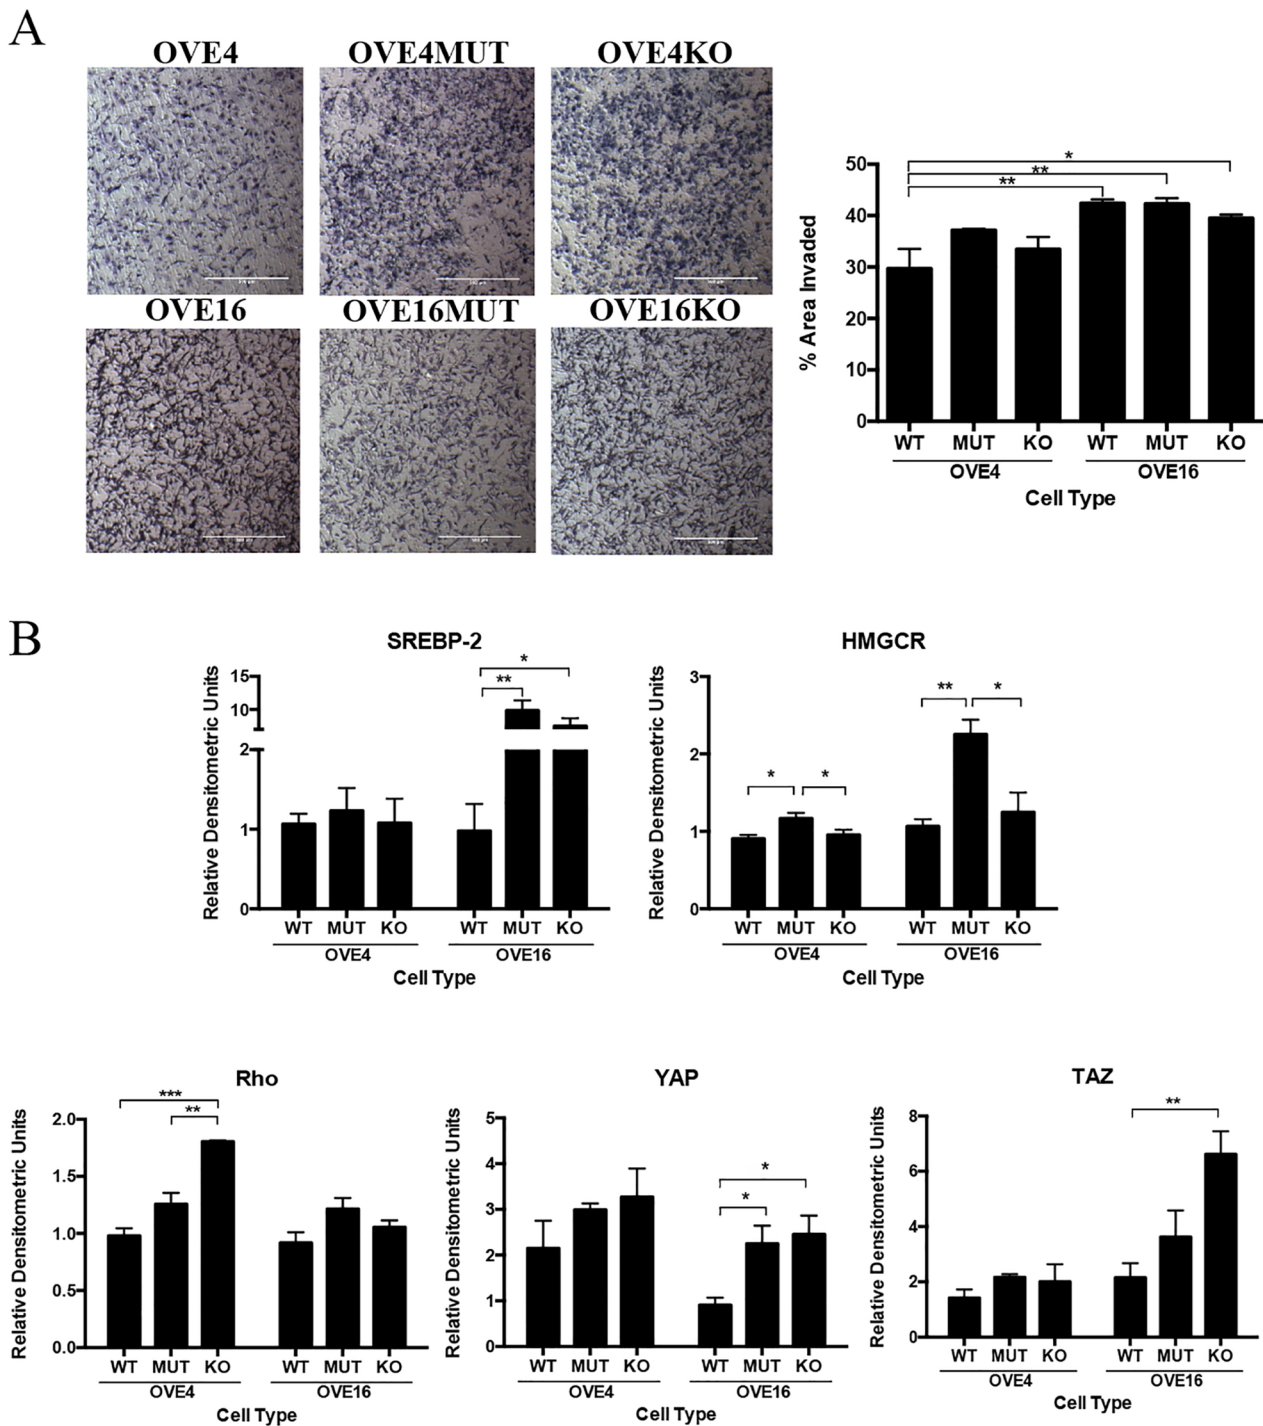 A
OVE4 OVE4MUT OVE4KO
OVE16 OVE16MUT OVE16KO
% Area Invaded
50
40
30
20
10
0
*
**
**
WT MUT KO WT MUT KO
OVE4 OVE16
Cell Type
B
SREBP-2
Relative Densitometric Units
15
10
2
1
0
*
**
WT MUT KO WT MUT KO
OVE4 OVE16
Cell Type
HMGCR
Relative Densitometric Units
3
2
1
0
** *
* *
WT MUT KO WT MUT KO
OVE4 OVE16
Cell Type
Rho
Relative Densitometric Units
2.0
1.5
1.0
0.5
0.0
***
**
WT MUT KO WT MUT KO
OVE4 OVE16
Cell Type
YAP
Relative Densitometric Units
5
4
3
2
1
0
*
*
WT MUT KO WT MUT KO
OVE4 OVE16
Cell Type
TAZ
Relative Densitometric Units
8
6
4
2
0
**
WT MUT KO WT MUT KO
OVE4 OVE16
Cell Type